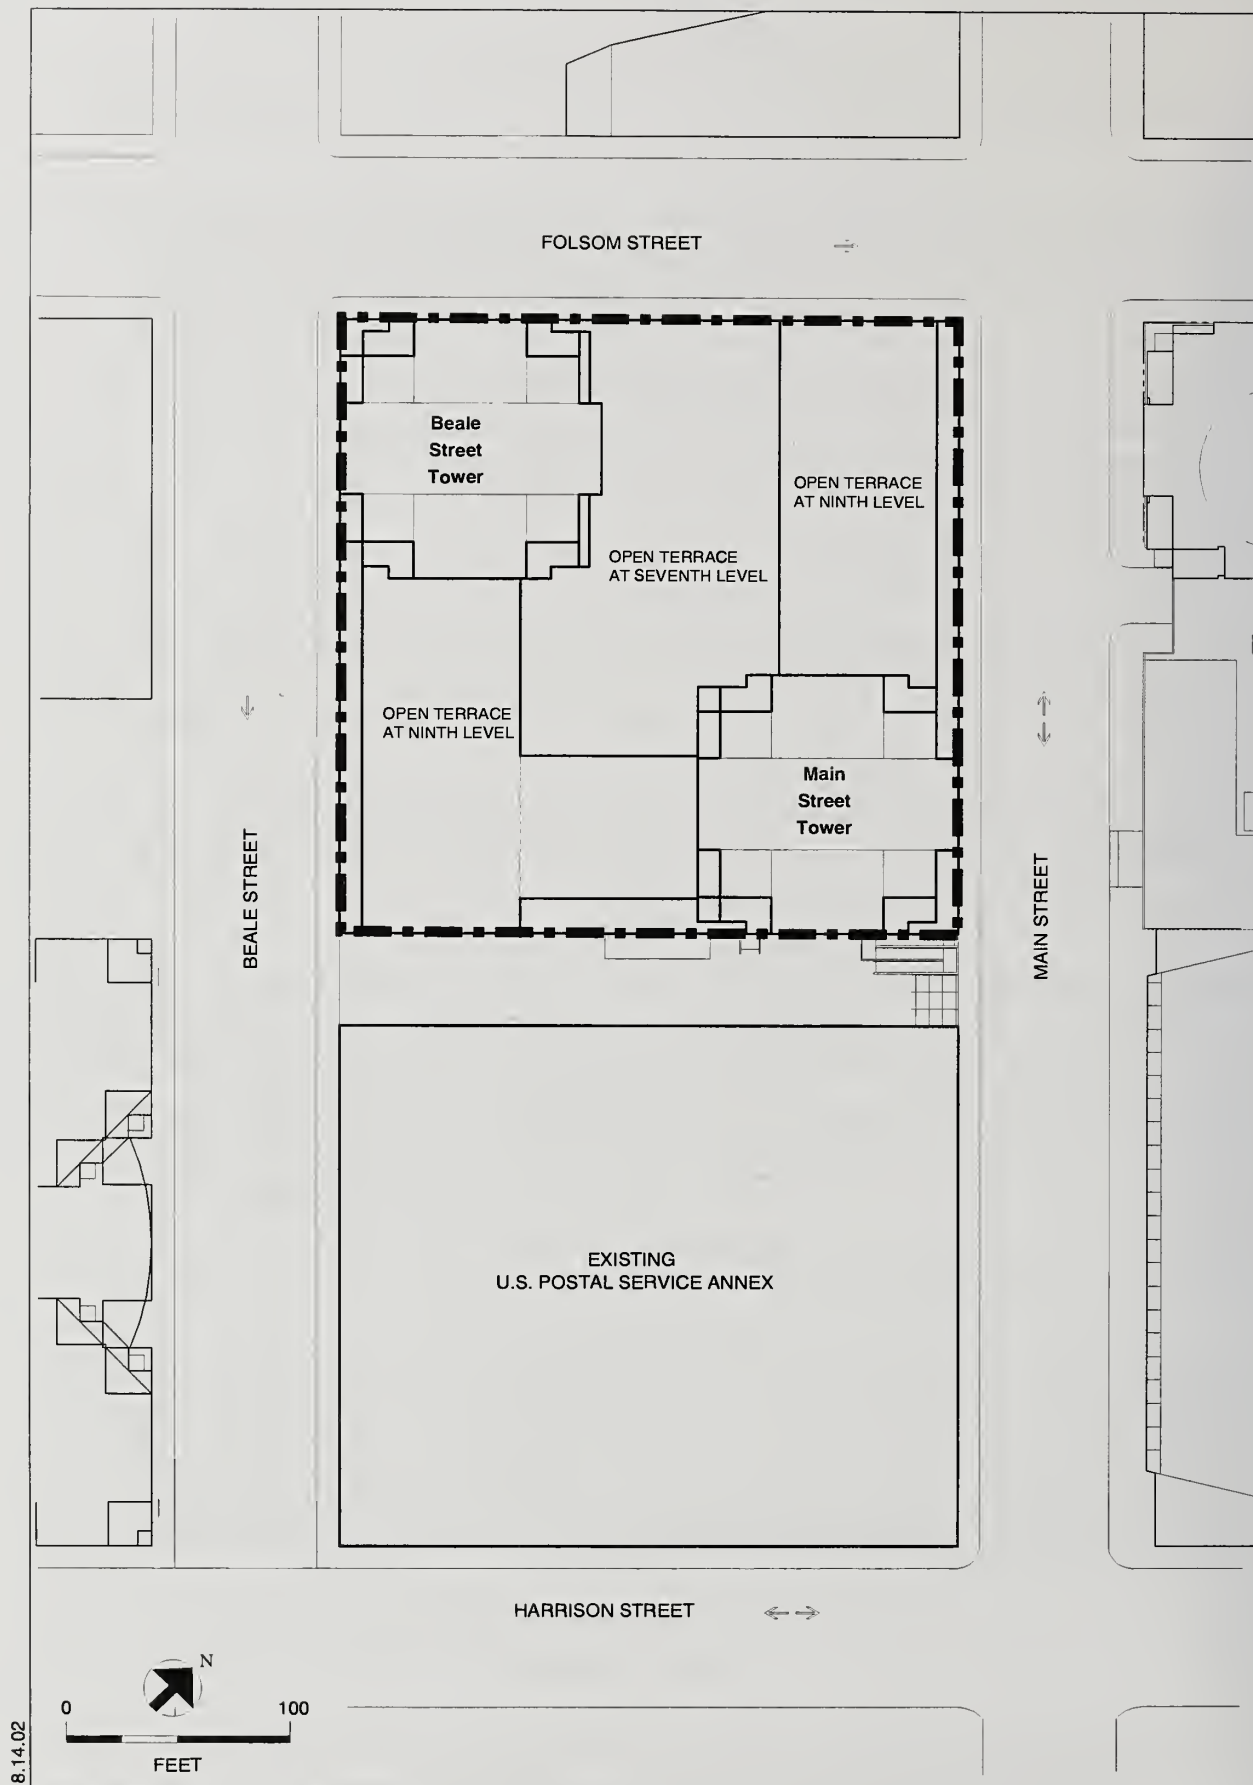 FOLSOM STREET
Beale
Street
Tower
OPEN TERRACE
AT NINTH LEVEL
OPEN TERRACE
AT SEVENTH LEVEL
OPEN TERRACE
AT NINTH LEVEL
Main
Street
Tower
BEALE STREET
MAIN STREET
EXISTING
U.S. POSTAL SERVICE ANNEX
HARRISON STREET
N
0 100
FEET
8.14.02